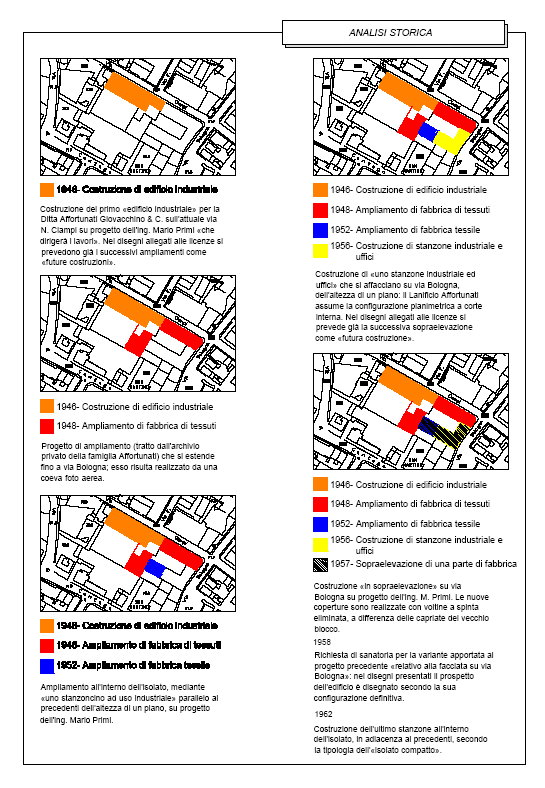 ANALISI STORICA
1946- Costruzione di edificio industriale
Costruzione del primo «edificio industriale» per la
Ditta Affortunati Giovacchino & C. sull'attuale via
N. Ciampi su progetto dell'ing. Mario Primi «che
dirigerà i lavori». Nei disegni allegati alle licenze si
prevedono già i successivi ampliamenti come
«future costruzioni».
1946- Costruzione di edificio industriale
1948- Ampliamento di fabbrica di tessuti
Progetto di ampliamento (tratto dall'archivio
privato della famiglia Affortunati) che si estende
fino a via Bologna; esso risulta realizzato da una
coeva foto aerea.
1946- Costruzione di edificio industriale
1948- Ampliamento di fabbrica di tessuti
1952- Ampliamento di fabbrica tessile
Ampliamento all'interno dell'isolato, mediante
«uno stanzoncino ad uso industriale» parallelo ai
precedenti dell'altezza di un piano, su progetto
dell'ing. Mario Primi.
1946- Costruzione di edificio industriale
1948- Ampliamento di fabbrica di tessuti
1952- Ampliamento di fabbrica tessile
1956- Costruzione di stanzone industriale e
uffici
Costruzione di «uno stanzone industriale ed
uffici» che si affacciano su via Bologna,
dell'altezza di un piano: il Lanificio Affortunati
assume la configurazione planimetrica a corte
interna. Nei disegni allegati alle licenze si
prevede già la successiva sopraelevazione
come «futura costruzione».
1946- Costruzione di edificio industriale
1948- Ampliamento di fabbrica di tessuti
1952- Ampliamento di fabbrica tessile
1956- Costruzione di stanzone industriale e
uffici
1957- Sopraelevazione di una parte di fabbrica
Costruzione «in sopraelevazione» su via
Bologna su progetto dell'ing. M. Primi. Le nuove
coperture sono realizzate con voltine a spinta
eliminata, a differenza delle capriate del vecchio
blocco.
1958
Richiesta di sanatoria per la variante apportata al
progetto precedente «relativo alla facciata su via
Bologna»: nei disegni presentati il prospetto
dell'edificio è disegnato secondo la sua
configurazione definitiva.
1962
Costruzione dell'ultimo stanzone all'interno
dell'isolato, in adiacenza ai precedenti, secondo
la tipologia dell'«isolato compatto».